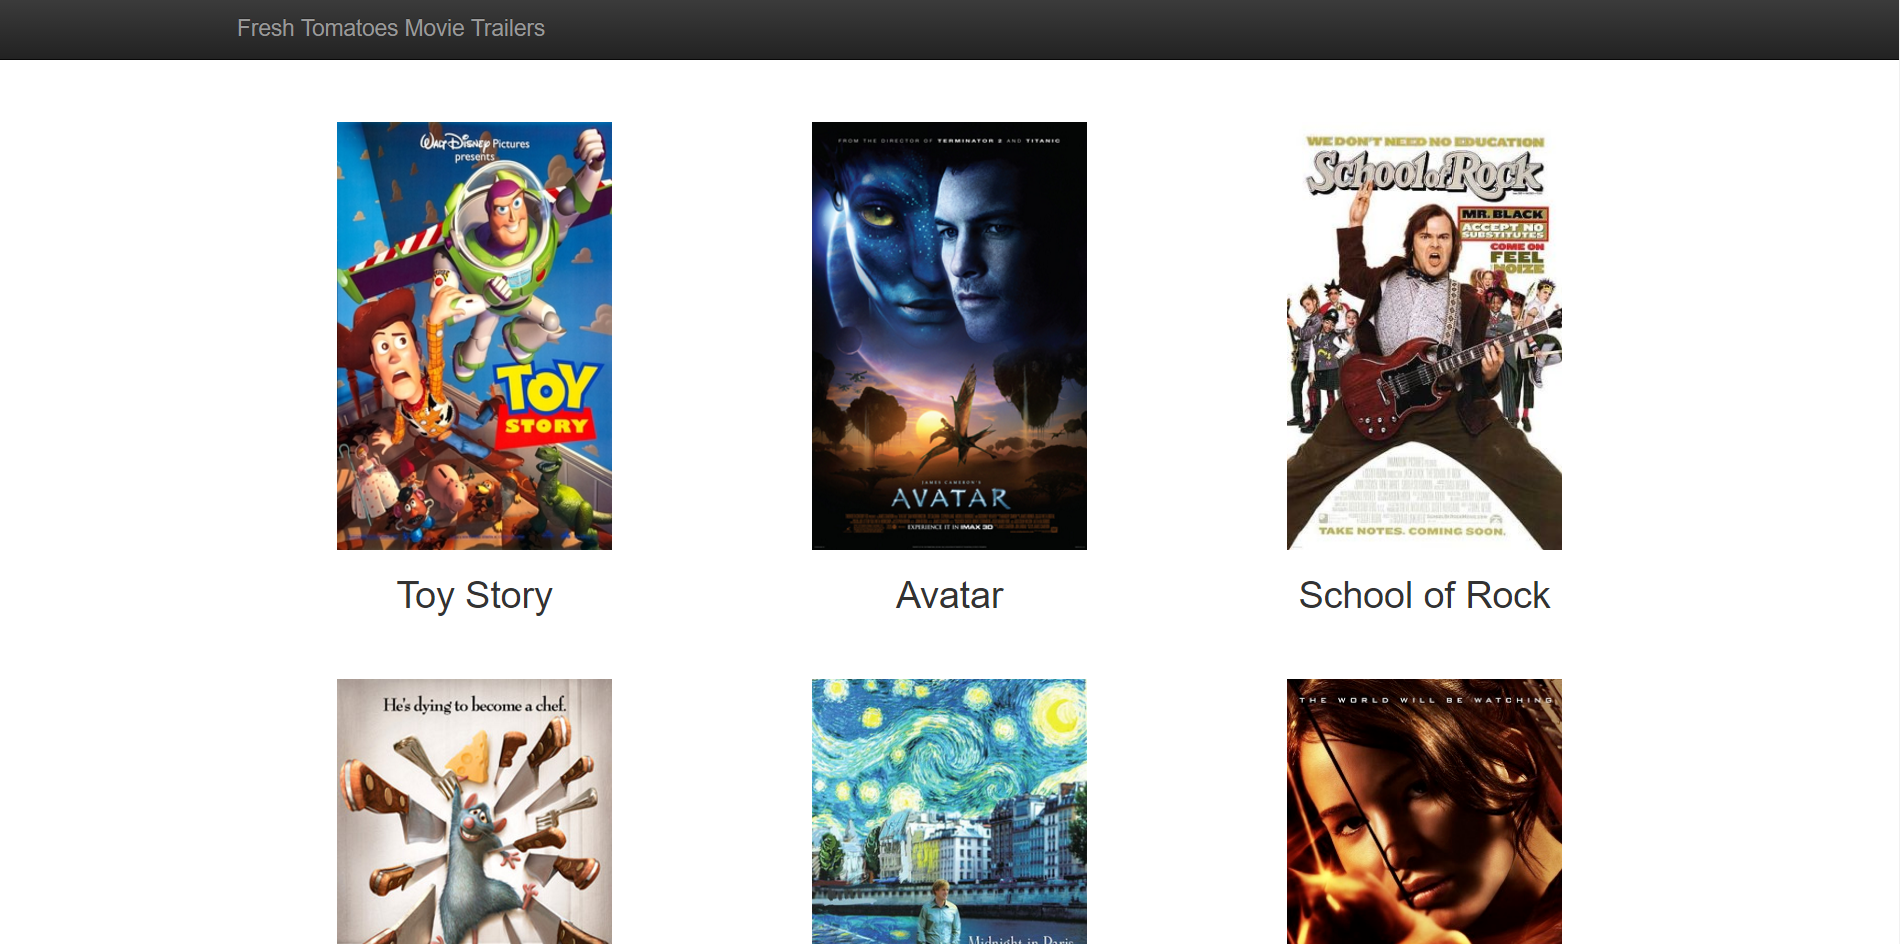 Fresh Tomatoes Movie Trailers
WALT DISNEY Pictures
presents
TOY
STORY
FROM THE DIRECTOR OF TERMINATOR 2 AND TITANIC
JAMES CAMERON'S
AVATAR
EXPERIENCE IT IN IMAX 3D
WE DON'T NEED NO EDUCATION
School of Rock
MR. BLACK
ACCEPT NO
SUBSTITUTES
COME ON
FEEL
NOIZE
TAKE NOTES. COMING SOON.
Toy Story
Avatar
School of Rock
He's dying to become a chef.
Midnight in Paris
THE WORLD WILL BE WATCHING